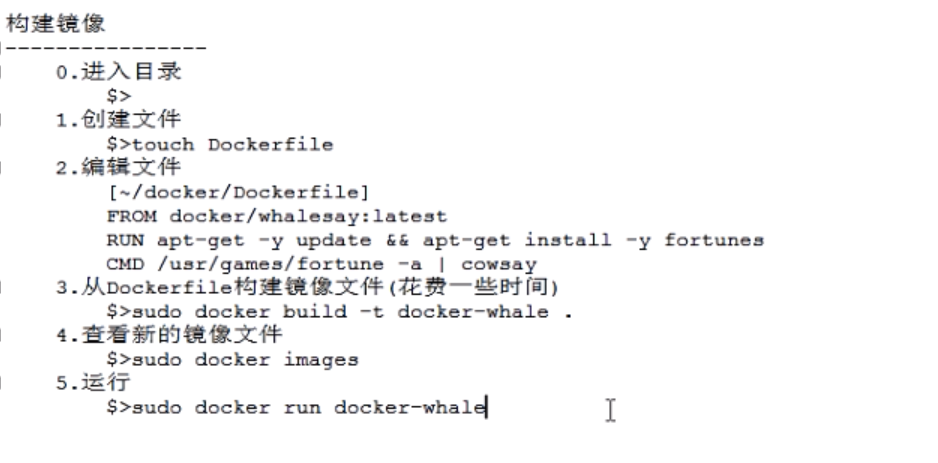 构建镜像
----------------
0.进入目录
$>
1.创建文件
$>touch Dockerfile
2.编辑文件
[~/docker/Dockerfile]
FROM docker/whalesay:latest
RUN apt-get -y update && apt-get install -y fortunes
CMD /usr/games/fortune -a | cowsay
3.从Dockerfile构建镜像文件(花费一些时间)
$>sudo docker build -t docker-whale .
4.查看新的镜像文件
$>sudo docker images
5.运行
$>sudo docker run docker-whale